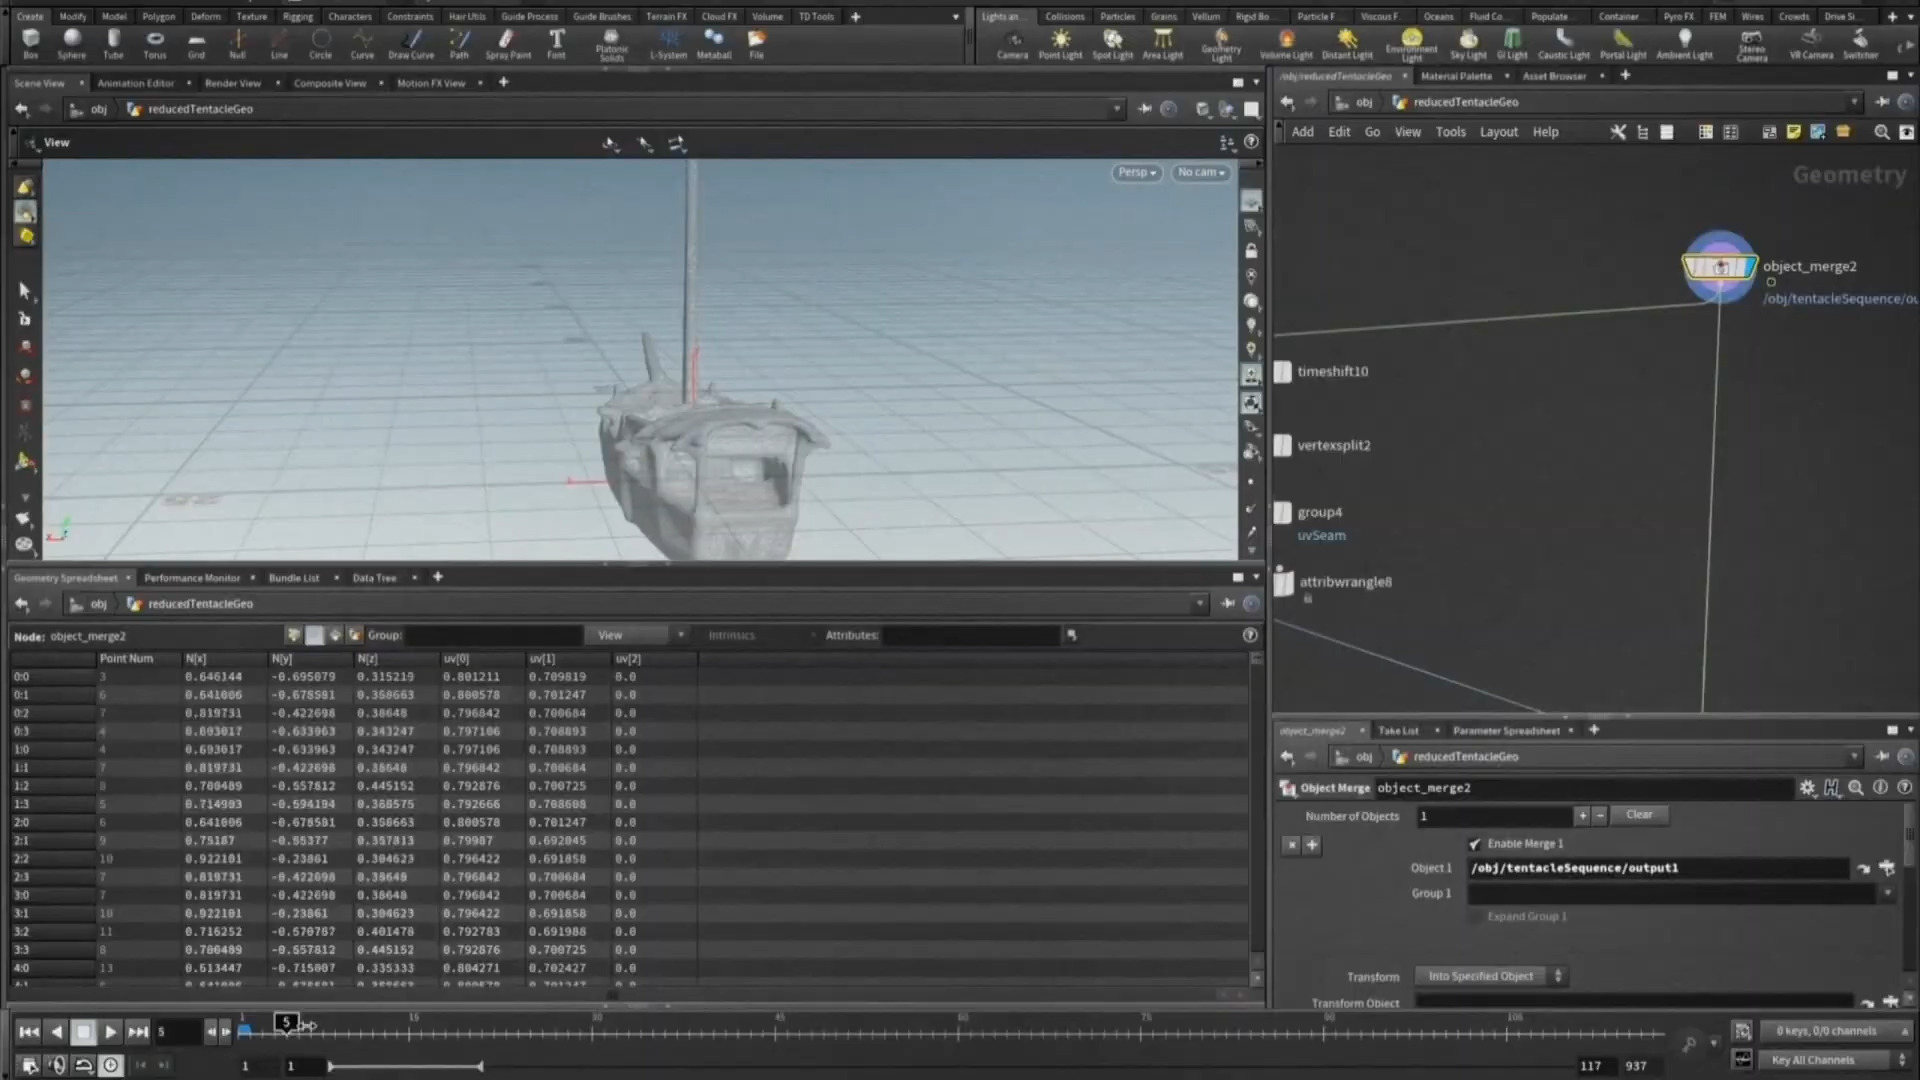 Create Modify Model Polygon Deform Texture Rigging Characters Constraints Hair Utils Guide Process Guide Brushes Terrain FX Cloud FX Volume TD Tools
Lights an... Collisions Particles Grains Vellum Rigid Bo... Particle F... Viscous F... Oceans Fluid Co... Populate Container... Pyro FX FEM Wires Crowds Drive Si...
Box Sphere Tube Torus Grid Null Line Circle Curve Draw Curve Path Spray Paint Font Platonic Solids L-System Metaball File
Camera Point Light Spot Light Area Light Geometry Light Volume Light Distant Light Environment Light Sky Light GI Light Caustic Light Portal Light Ambient Light Stereo Camera VR Camera Switcher
Scene View Animation Editor Render View Composite View Motion FX View
/obj/reducedTentacleGeo Material Palette Asset Browser
obj reducedTentacleGeo
obj reducedTentacleGeo
View
Add Edit Go View Tools Layout Help
Persp No cam
Geometry
object_merge2
/obj/tentacleSequence/ou
timeshift10
vertexsplit2
group4
uvSeam
attribwrangle8
Geometry Spreadsheet Performance Monitor Bundle List Data Tree
obj reducedTentacleGeo
Node: object_merge2 Group: View Intrinsics Attributes:
Point Num N[x] N[y] N[z] uv[0] uv[1] uv[2]
0:0 3 0.646144 -0.695079 0.315219 0.801211 0.709819 0.0
0:1 6 0.641006 -0.678591 0.358663 0.800578 0.701247 0.0
0:2 7 0.819731 -0.422698 0.38648 0.796842 0.700684 0.0
0:3 4 0.693017 -0.633963 0.343247 0.797106 0.708893 0.0
1:0 4 0.693017 -0.633963 0.343247 0.797106 0.708893 0.0
1:1 7 0.819731 -0.422698 0.38648 0.796842 0.700684 0.0
1:2 8 0.700489 -0.557812 0.445152 0.792876 0.700725 0.0
1:3 5 0.714993 -0.594194 0.368575 0.792666 0.708608 0.0
2:0 6 0.641006 -0.678591 0.358663 0.800578 0.701247 0.0
2:1 9 0.75187 -0.55377 0.357813 0.79987 0.692045 0.0
2:2 10 0.922101 -0.23861 0.304623 0.796422 0.691858 0.0
2:3 7 0.819731 -0.422698 0.38648 0.796842 0.700684 0.0
3:0 7 0.819731 -0.422698 0.38648 0.796842 0.700684 0.0
3:1 10 0.922101 -0.23861 0.304623 0.796422 0.691858 0.0
3:2 11 0.716252 -0.570787 0.401478 0.792783 0.691988 0.0
3:3 8 0.700489 -0.557812 0.445152 0.792876 0.700725 0.0
4:0 13 0.613447 -0.715007 0.335333 0.804271 0.702427 0.0
object_merge2 Take List Parameter Spreadsheet
obj reducedTentacleGeo
Object Merge object_merge2
Number of Objects 1 Clear
Enable Merge 1
Object 1 /obj/tentacleSequence/output1
Group 1
Expand Group 1
Transform Into Specified Object
Transform Object
5 1 5 15 30 45 60 75 90 105
0 keys, 0/0 channels
1 1 117 937
Key All Channels